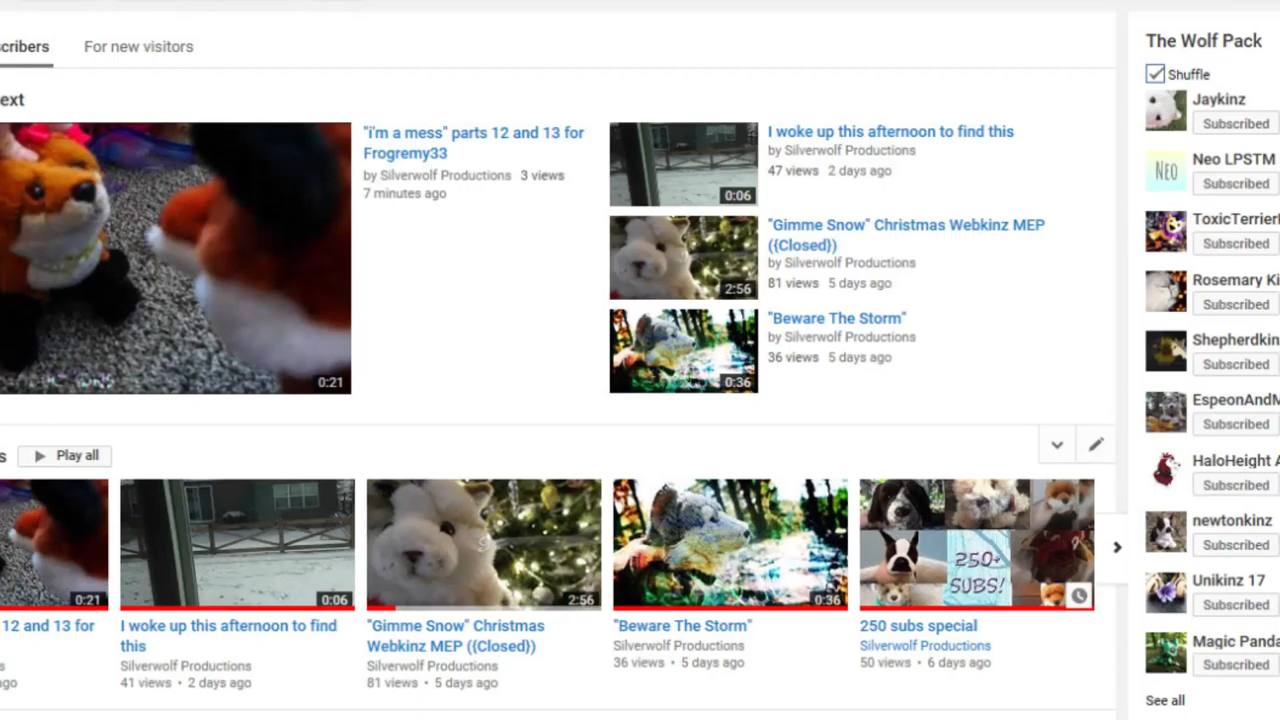 cribers
For new visitors
ext
"i'm a mess" parts 12 and 13 for
Frogremy33
by Silverwolf Productions 3 views
7 minutes ago
0:21
I woke up this afternoon to find this
by Silverwolf Productions
47 views 2 days ago
0:06
"Gimme Snow" Christmas Webkinz MEP
({Closed})
by Silverwolf Productions
81 views 5 days ago
2:56
"Beware The Storm"
by Silverwolf Productions
36 views 5 days ago
0:36
s
Play all
0:21
12 and 13 for
s
go
0:06
I woke up this afternoon to find
this
Silverwolf Productions
41 views • 2 days ago
2:56
"Gimme Snow" Christmas
Webkinz MEP ({Closed})
Silverwolf Productions
81 views • 5 days ago
0:36
"Beware The Storm"
Silverwolf Productions
36 views • 5 days ago
250+
SUBS!
250 subs special
Silverwolf Productions
50 views • 6 days ago
The Wolf Pack
Shuffle
Jaykinz
Subscribed
NEO
Neo LPSTM
Subscribed
ToxicTerrier
Subscribed
Rosemary Ki
Subscribed
Shepherdkin
Subscribed
EspeonAndM
Subscribed
HaloHeight A
Subscribed
newtonkinz
Subscribed
Unikinz 17
Subscribed
Magic Panda
Subscribed
See all